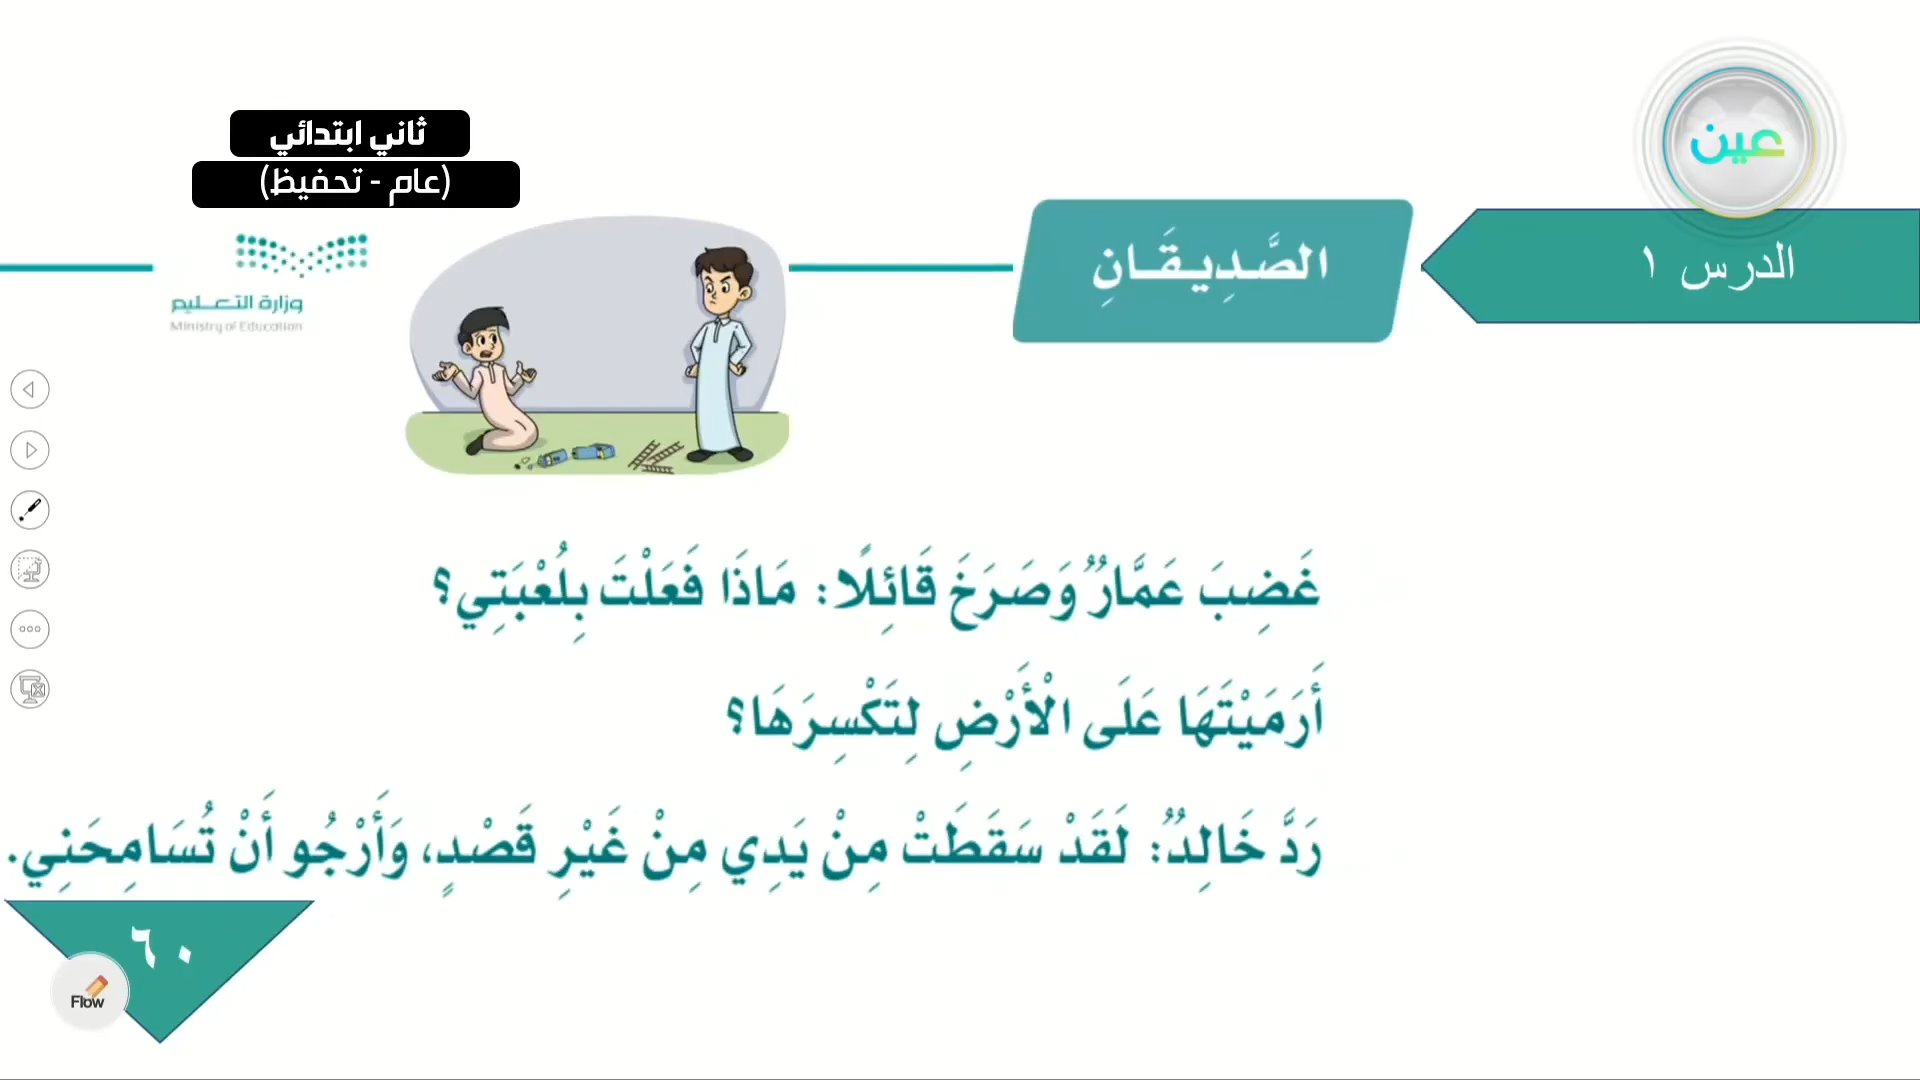 ثاني ابتدائي
(عام - تحفيظ)
عين
الدرس ١
الصَّدِيقَانِ
وزارة التعليم
Ministry of Education
غَضِبَ عَمَّارٌ وَصَرَخَ قَائِلًا: مَاذَا فَعَلْتَ بِلُعْبَتِي؟
أَرَمَيْتَهَا عَلَى الْأَرْضِ لِتَكْسِرَهَا؟
رَدَّ خَالِدٌ: لَقَدْ سَقَطَتْ مِنْ يَدِي مِنْ غَيْرِ قَصْدٍ، وَأَرْجُو أَنْ تُسَامِحَنِي.
٦٠
Flow